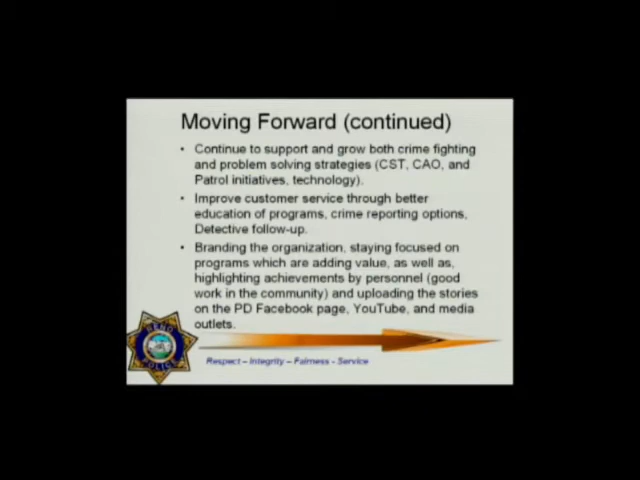 Moving Forward (continued)
• Continue to support and grow both crime fighting
and problem solving strategies (CST, CAO, and
Patrol initiatives, technology).
• Improve customer service through better
education of programs, crime reporting options,
Detective follow-up.
• Branding the organization, staying focused on
programs which are adding value, as well as,
highlighting achievements by personnel (good
work in the community) and uploading the stories
on the PD Facebook page, YouTube, and media
outlets.
RENO
POLICE
Respect – Integrity – Fairness - Service